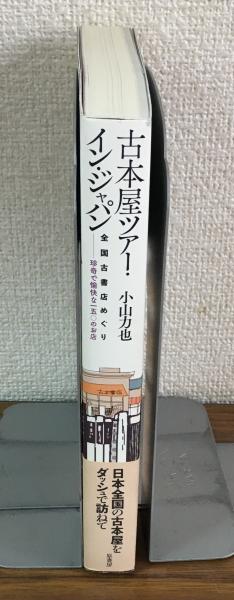 古本屋ツアー・
イン・ジャパン
全国古書店めぐり
珍奇で愉快な一五〇のお店
小山力也
日本全国の古本屋を
ダッシュで訪ねて
原書房